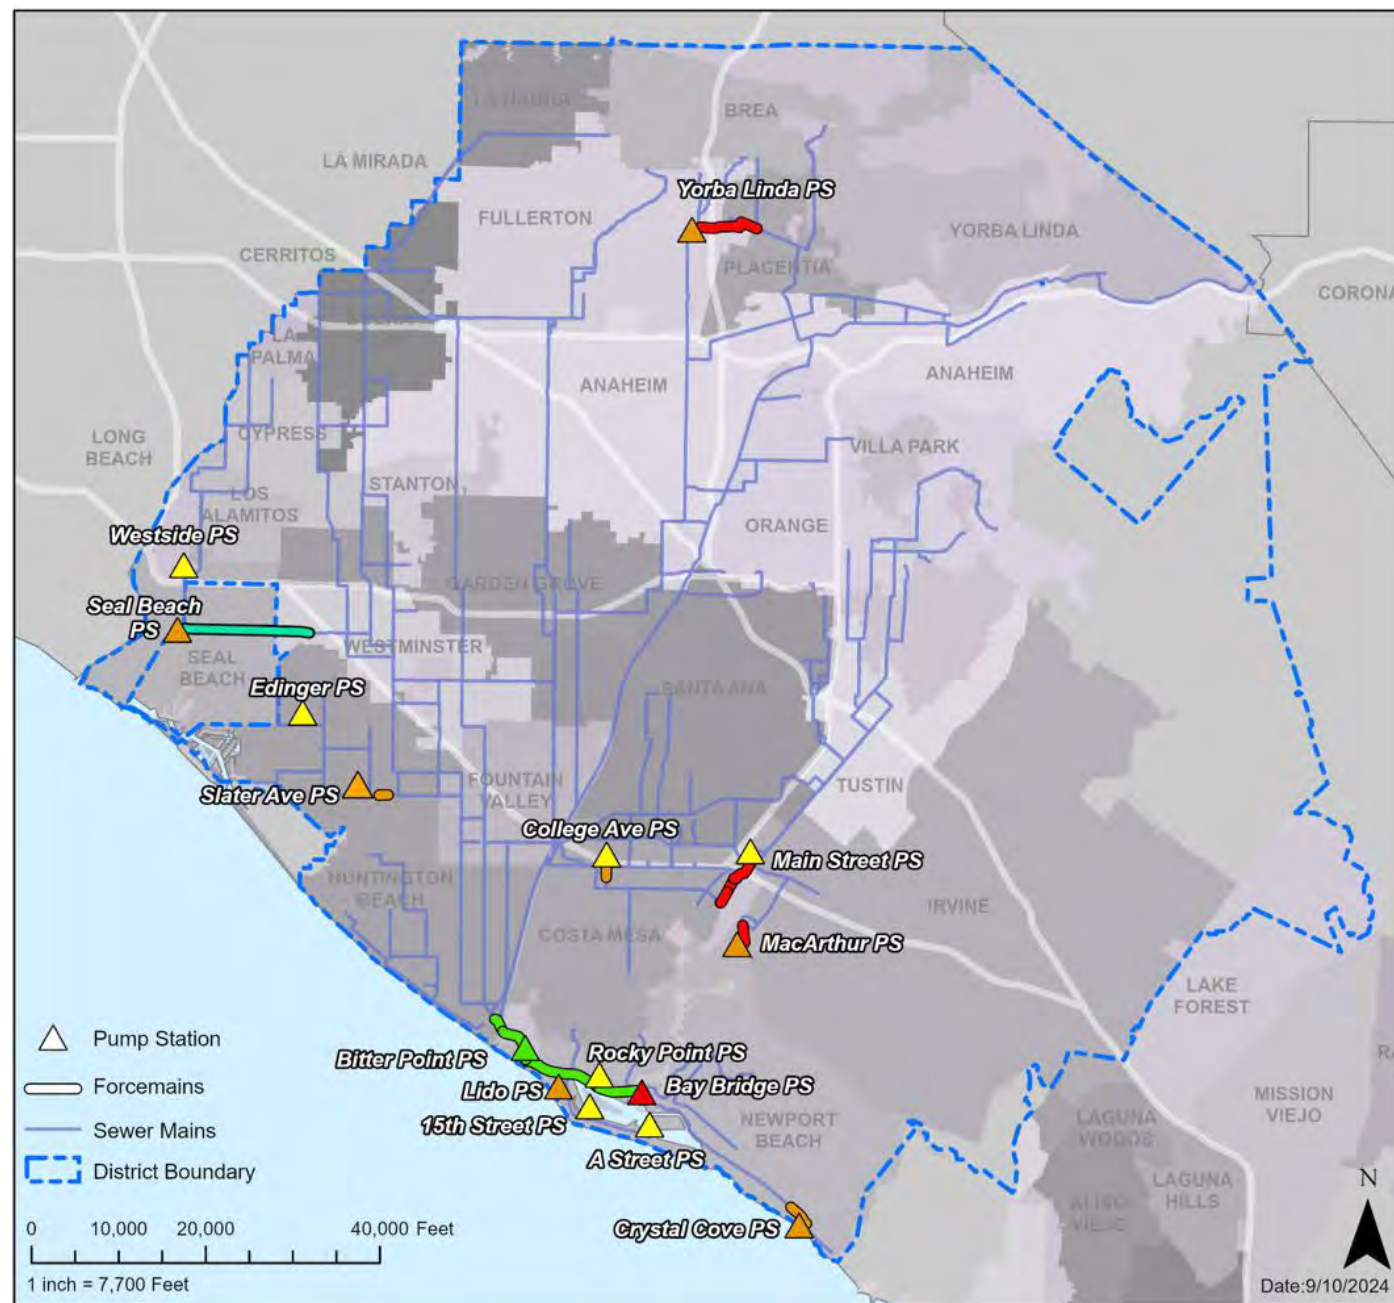 LA HABRA
BREA
LA MIRADA
Yorba Linda PS
FULLERTON
YORBA LINDA
CERRITOS
PLACENTIA
CORONA
LA
PALMA
ANAHEIM
ANAHEIM
LONG
BEACH
CYPRESS
VILLA PARK
STANTON
LOS
ALAMITOS
ORANGE
Westside PS
GARDEN GROVE
Seal Beach
PS
WESTMINSTER
SEAL
BEACH
SANTA ANA
Edinger PS
FOUNTAIN
VALLEY
TUSTIN
Slater Ave PS
College Ave PS
Main Street PS
HUNTINGTON
BEACH
IRVINE
COSTA MESA
MacArthur PS
LAKE
FOREST
Pump Station
Bitter Point PS
Rocky Point PS
Forcemains
Lido PS
Bay Bridge PS
MISSION
VIEJO
Sewer Mains
15th Street PS
NEWPORT
BEACH
LAGUNA
WOODS
A Street PS
District Boundary
LAGUNA
HILLS
ALISO
VIEJO
N
Crystal Cove PS
0 10,000 20,000 40,000 Feet
1 inch = 7,700 Feet
Date:9/10/2024